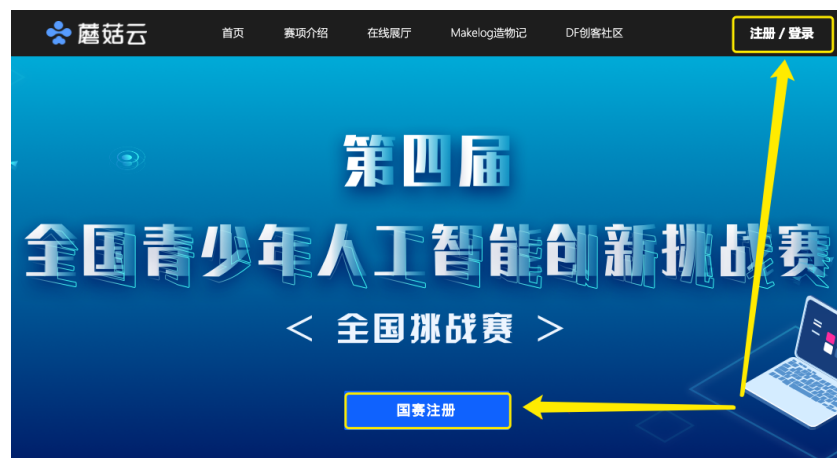 蘑菇云 首页 赛项介绍 在线展厅 Makelog造物记 DF创客社区 注册 / 登录
第四届
全国青少年人工智能创新挑战赛
< 全国挑战赛 >
国赛注册